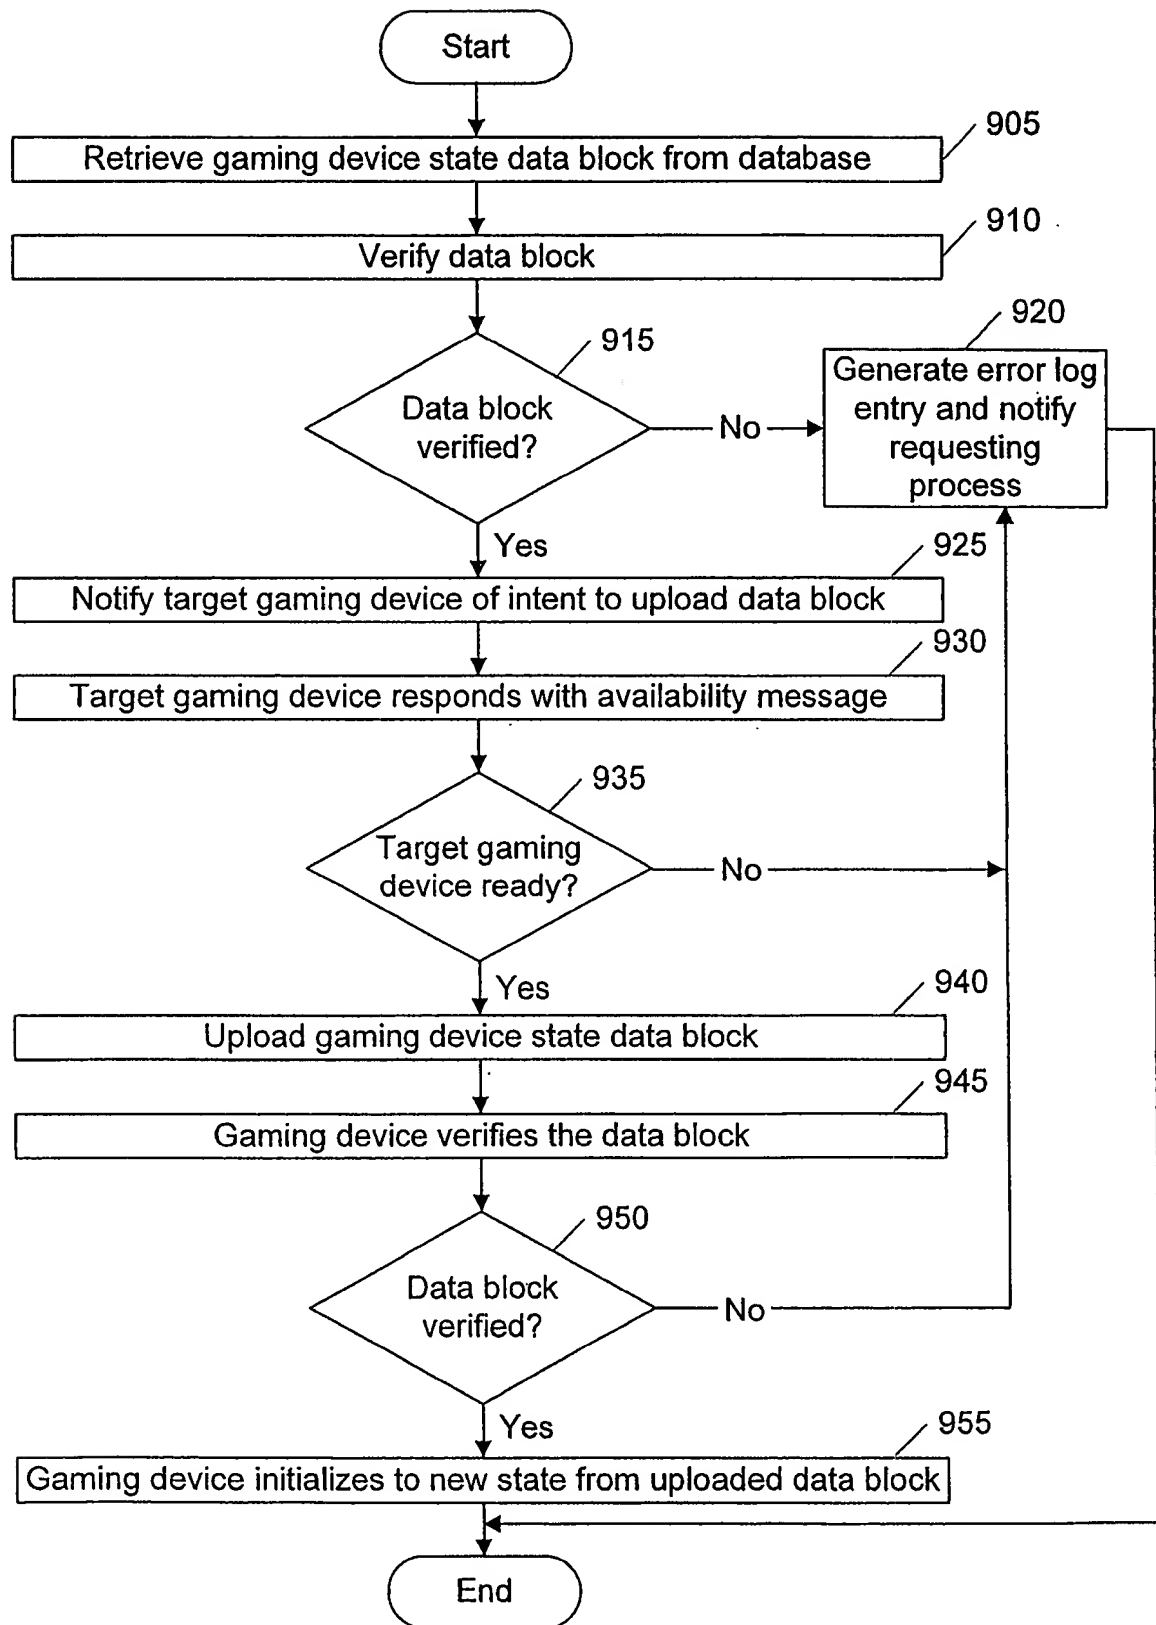 Start
905
Retrieve gaming device state data block from database
910
Verify data block
915
Data block
verified?
No
920
Generate error log
entry and notify
requesting
process
Yes
925
Notify target gaming device of intent to upload data block
930
Target gaming device responds with availability message
935
Target gaming
device ready?
No
Yes
940
Upload gaming device state data block
945
Gaming device verifies the data block
950
Data block
verified?
No
Yes
955
Gaming device initializes to new state from uploaded data block
End